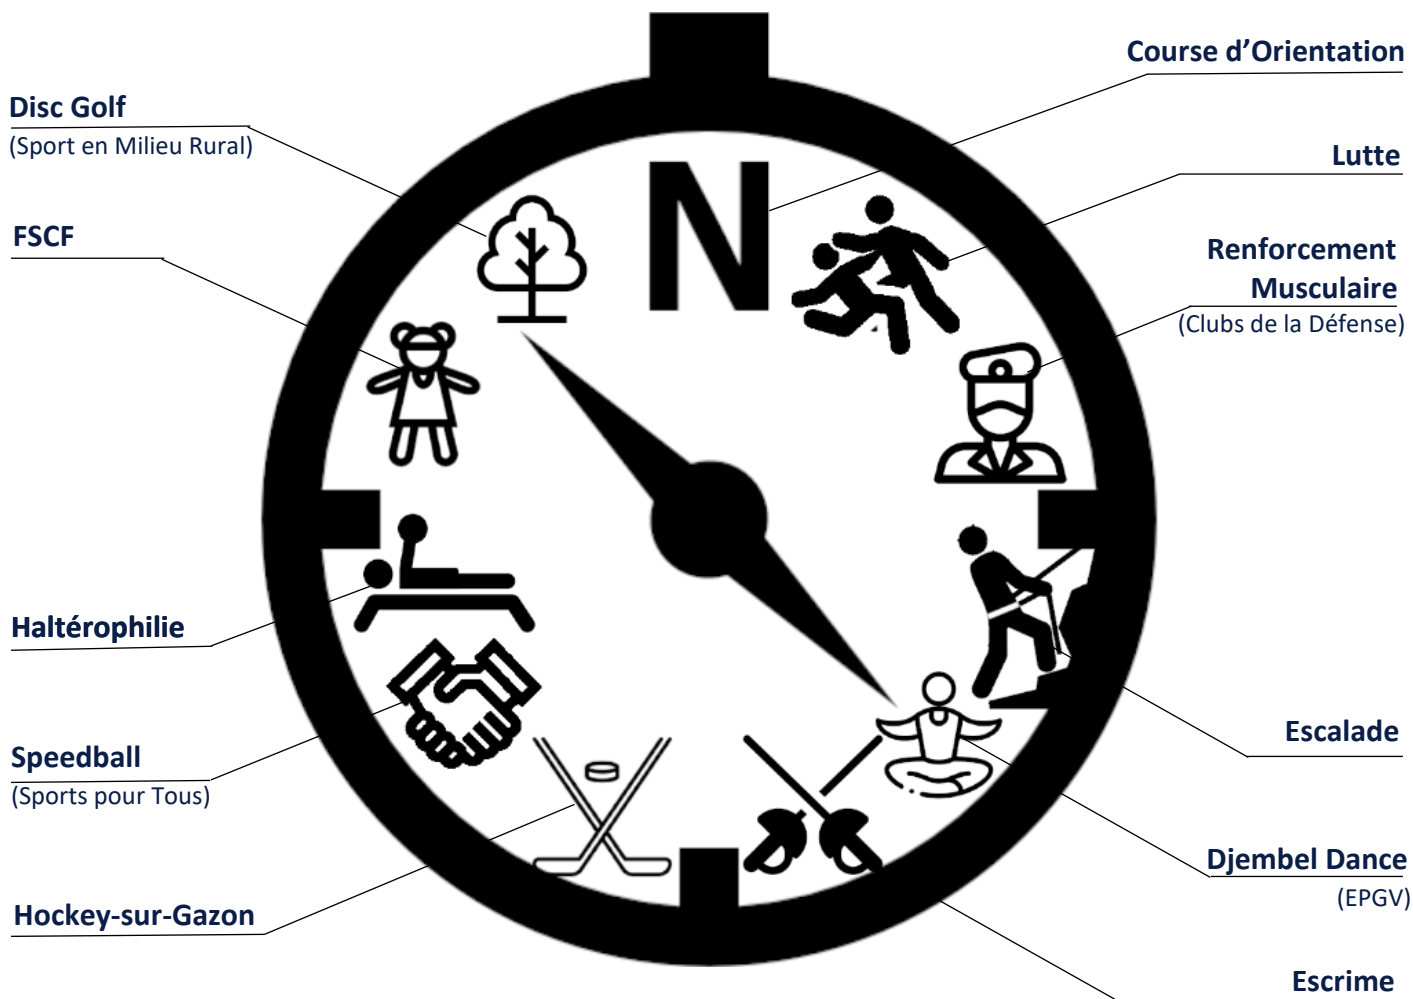 Course d’Orientation
Disc Golf
(Sport en Milieu Rural)
Lutte
FSCF
Renforcement
Musculaire
(Clubs de la Défense)
N
Haltérophilie
Escalade
Speedball
(Sports pour Tous)
Djembel Dance
(EPGV)
Hockey-sur-Gazon
Escrime